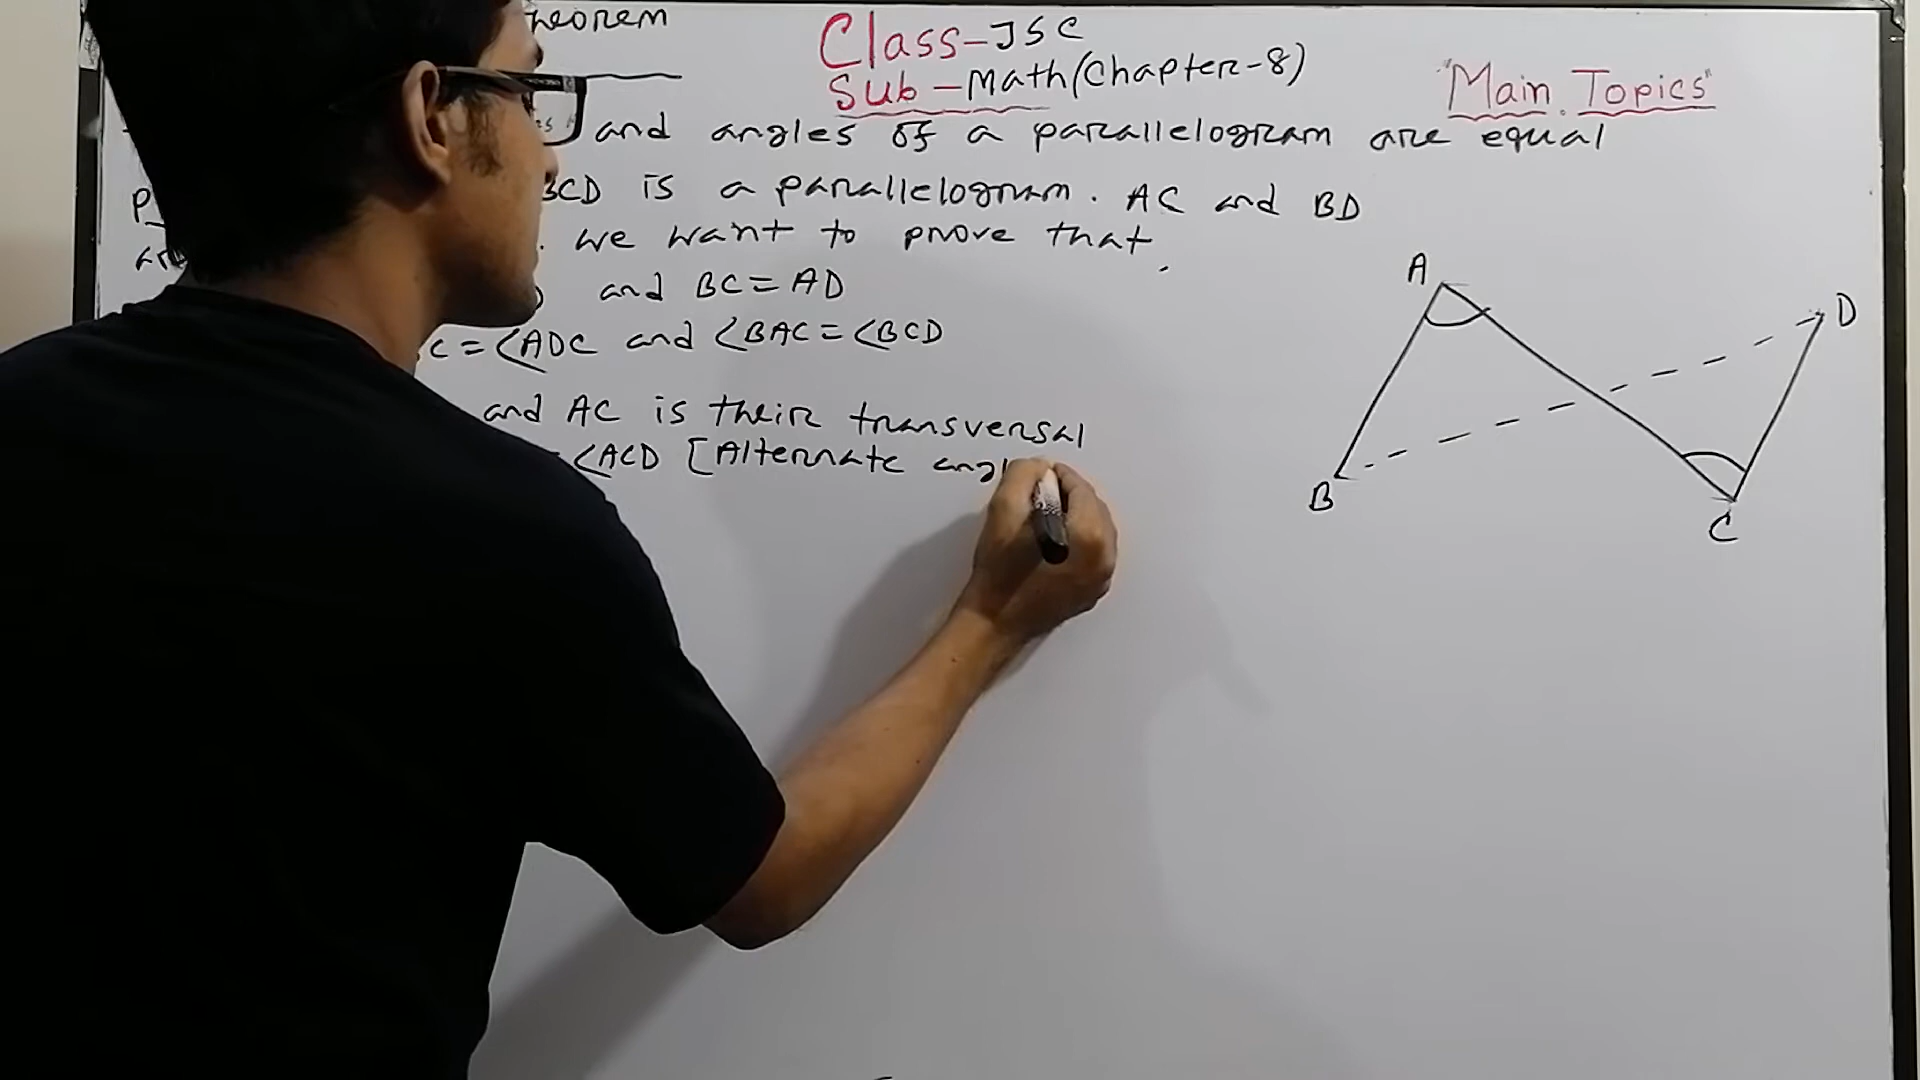 heorem
Class-JSC
Sub-Math(Chapter-8)
"Main Topics"
and angles of a parallelogram are equal
BCD is a parallelogram. AC and BD
we want to prove that
and BC = AD
C = ∠ADC and ∠BAC = ∠BCD
and AC is their transversal
∠ACD [Alternate angl
A
D
B
C